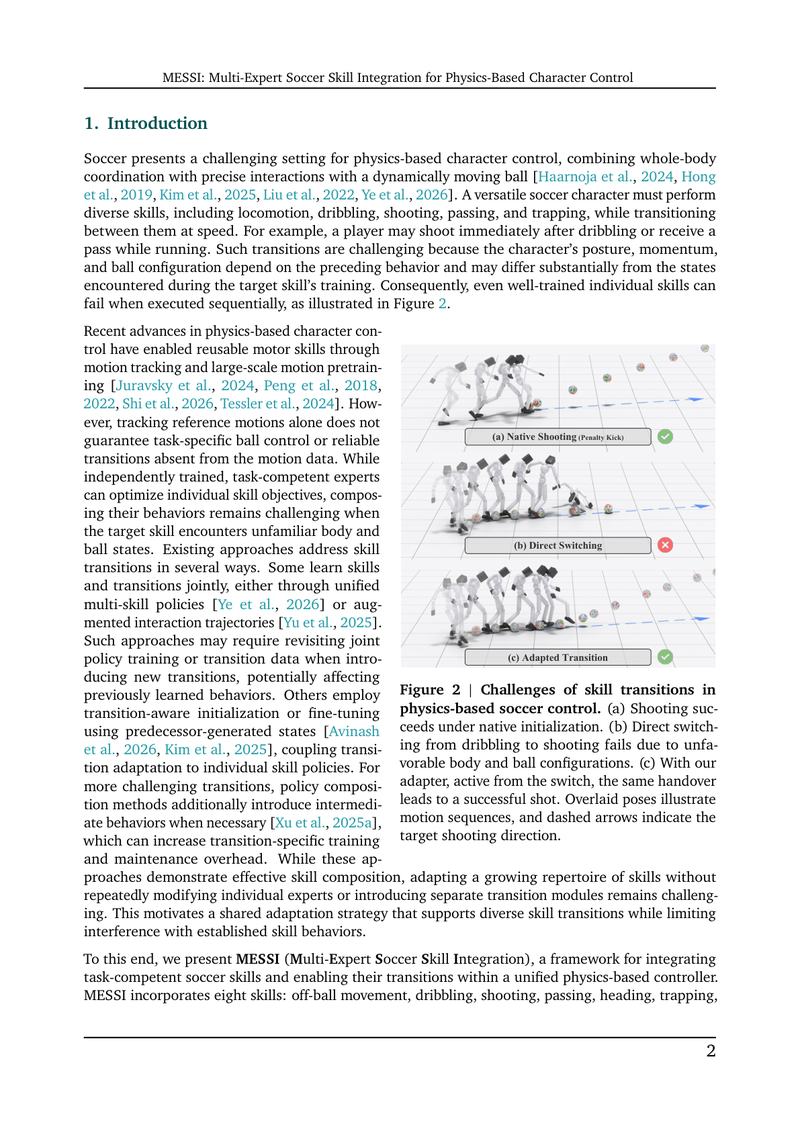 MESSI: Multi-Expert Soccer Skill Integration for Physics-Based Character Control
1. Introduction
Soccer presents a challenging setting for physics-based character control, combining whole-body
coordination with precise interactions with a dynamically moving ball [Haarnoja et al., 2024, Hong
et al., 2019, Kim et al., 2025, Liu et al., 2022, Ye et al., 2026]. A versatile soccer character must perform
diverse skills, including locomotion, dribbling, shooting, passing, and trapping, while transitioning
between them at speed. For example, a player may shoot immediately after dribbling or receive a
pass while running. Such transitions are challenging because the character's posture, momentum,
and ball configuration depend on the preceding behavior and may differ substantially from the states
encountered during the target skill's training. Consequently, even well-trained individual skills can
fail when executed sequentially, as illustrated in Figure 2.
Recent advances in physics-based character con-
trol have enabled reusable motor skills through
motion tracking and large-scale motion pretrain-
ing [Juravsky et al., 2024, Peng et al., 2018,
2022, Shi et al., 2026, Tessler et al., 2024]. How-
ever, tracking reference motions alone does not
guarantee task-specific ball control or reliable
transitions absent from the motion data. While
independently trained, task-competent experts
can optimize individual skill objectives, compos-
ing their behaviors remains challenging when
the target skill encounters unfamiliar body and
ball states. Existing approaches address skill
transitions in several ways. Some learn skills
and transitions jointly, either through unified
multi-skill policies [Ye et al., 2026] or aug-
mented interaction trajectories [Yu et al., 2025].
Such approaches may require revisiting joint
policy training or transition data when intro-
ducing new transitions, potentially affecting
previously learned behaviors. Others employ
transition-aware initialization or fine-tuning
using predecessor-generated states [Avinash
et al., 2026, Kim et al., 2025], coupling transi-
tion adaptation to individual skill policies. For
more challenging transitions, policy composi-
tion methods additionally introduce intermedi-
ate behaviors when necessary [Xu et al., 2025a],
which can increase transition-specific training
and maintenance overhead. While these ap-
(a) Native Shooting (Penalty Kick)
(b) Direct Switching
(c) Adapted Transition
Figure 2 | Challenges of skill transitions in
physics-based soccer control. (a) Shooting suc-
ceeds under native initialization. (b) Direct switch-
ing from dribbling to shooting fails due to unfa-
vorable body and ball configurations. (c) With our
adapter, active from the switch, the same handover
leads to a successful shot. Overlaid poses illustrate
motion sequences, and dashed arrows indicate the
target shooting direction.
proaches demonstrate effective skill composition, adapting a growing repertoire of skills without
repeatedly modifying individual experts or introducing separate transition modules remains challeng-
ing. This motivates a shared adaptation strategy that supports diverse skill transitions while limiting
interference with established skill behaviors.
To this end, we present MESSI (Multi-Expert Soccer Skill Integration), a framework for integrating
task-competent soccer skills and enabling their transitions within a unified physics-based controller.
MESSI incorporates eight skills: off-ball movement, dribbling, shooting, passing, heading, trapping,
2